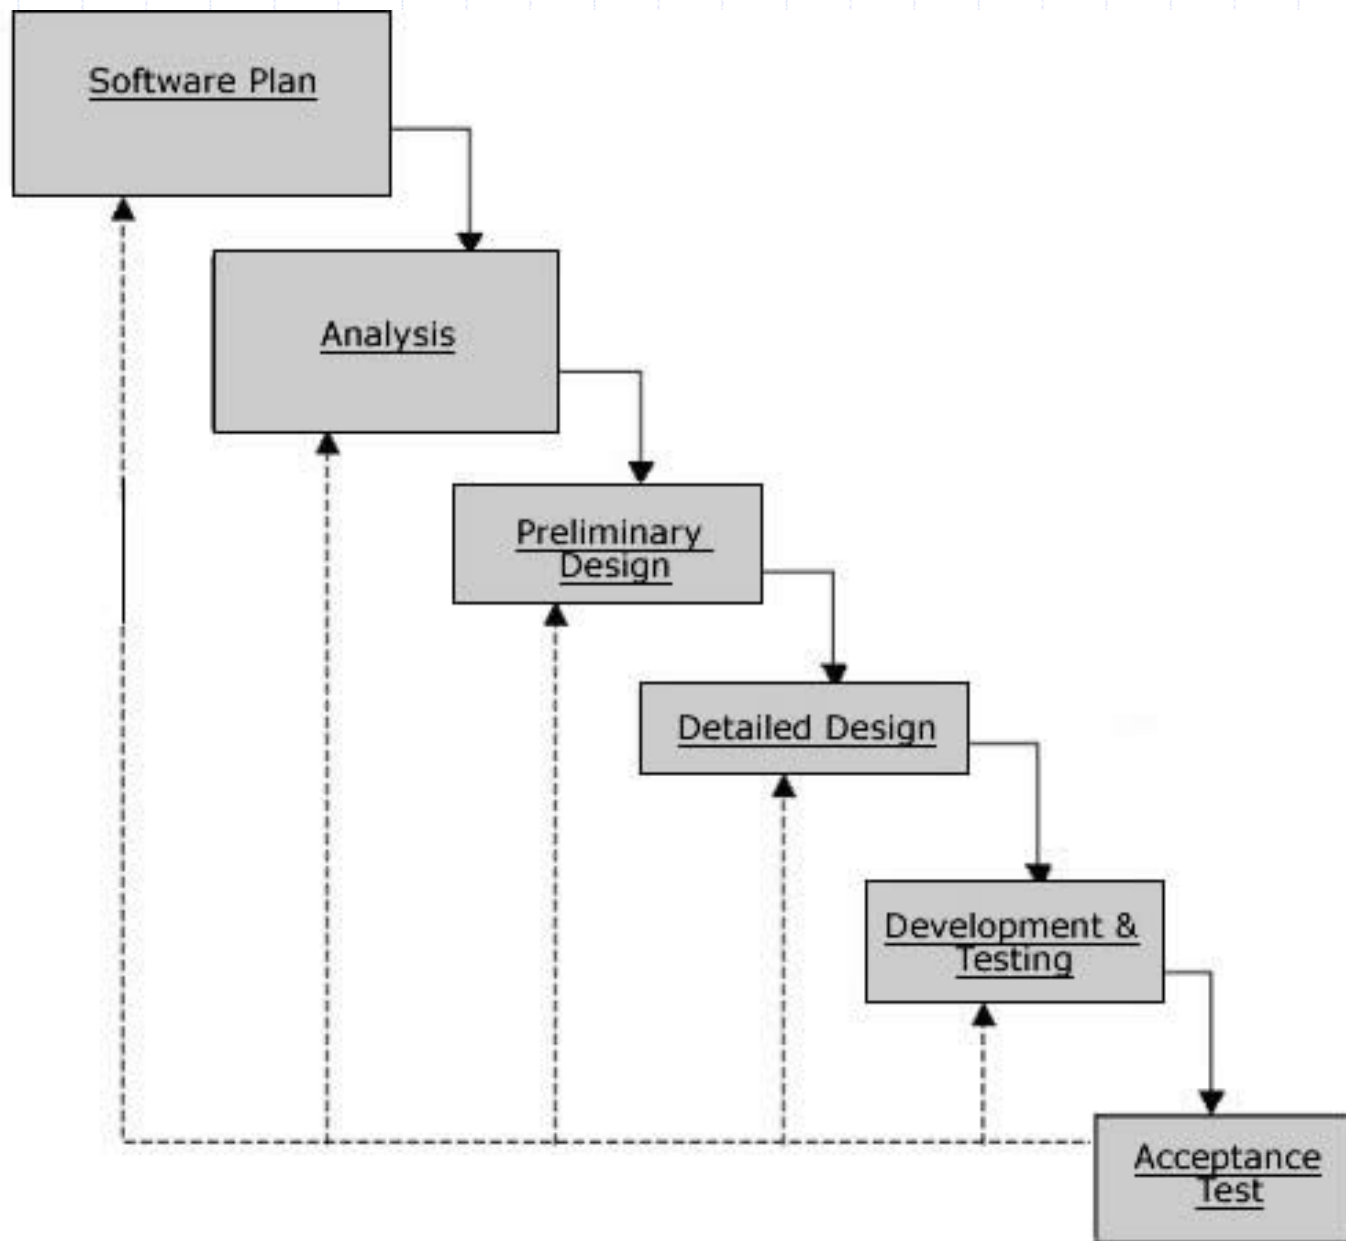 Software Plan
Analysis
Preliminary
Design
Detailed Design
Development &
Testing
Acceptance
Test